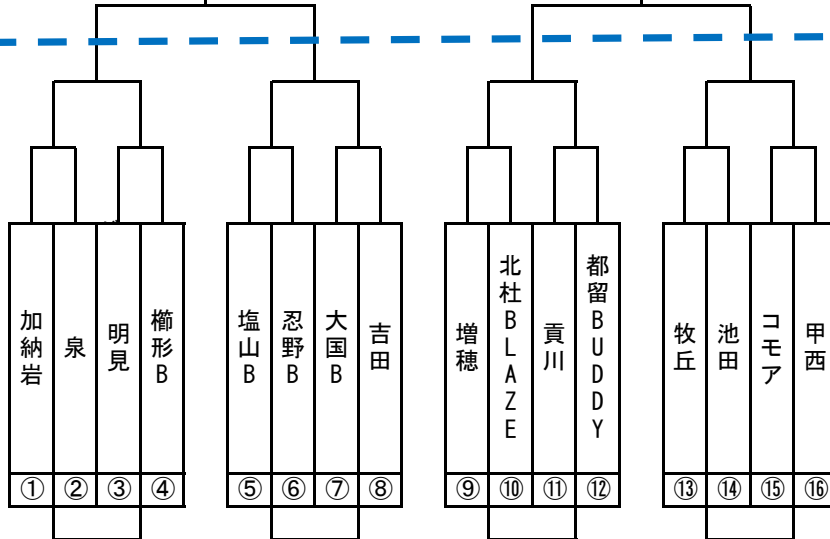 加納岩
泉
明見
櫛形B
塩山B
忍野B
大国B
吉田
増穂
北杜BLAZE
貢川
都留BUDDY
牧丘
池田
コモア
甲西
① ② ③ ④ ⑤ ⑥ ⑦ ⑧ ⑨ ⑩ ⑪ ⑫ ⑬ ⑭ ⑮ ⑯